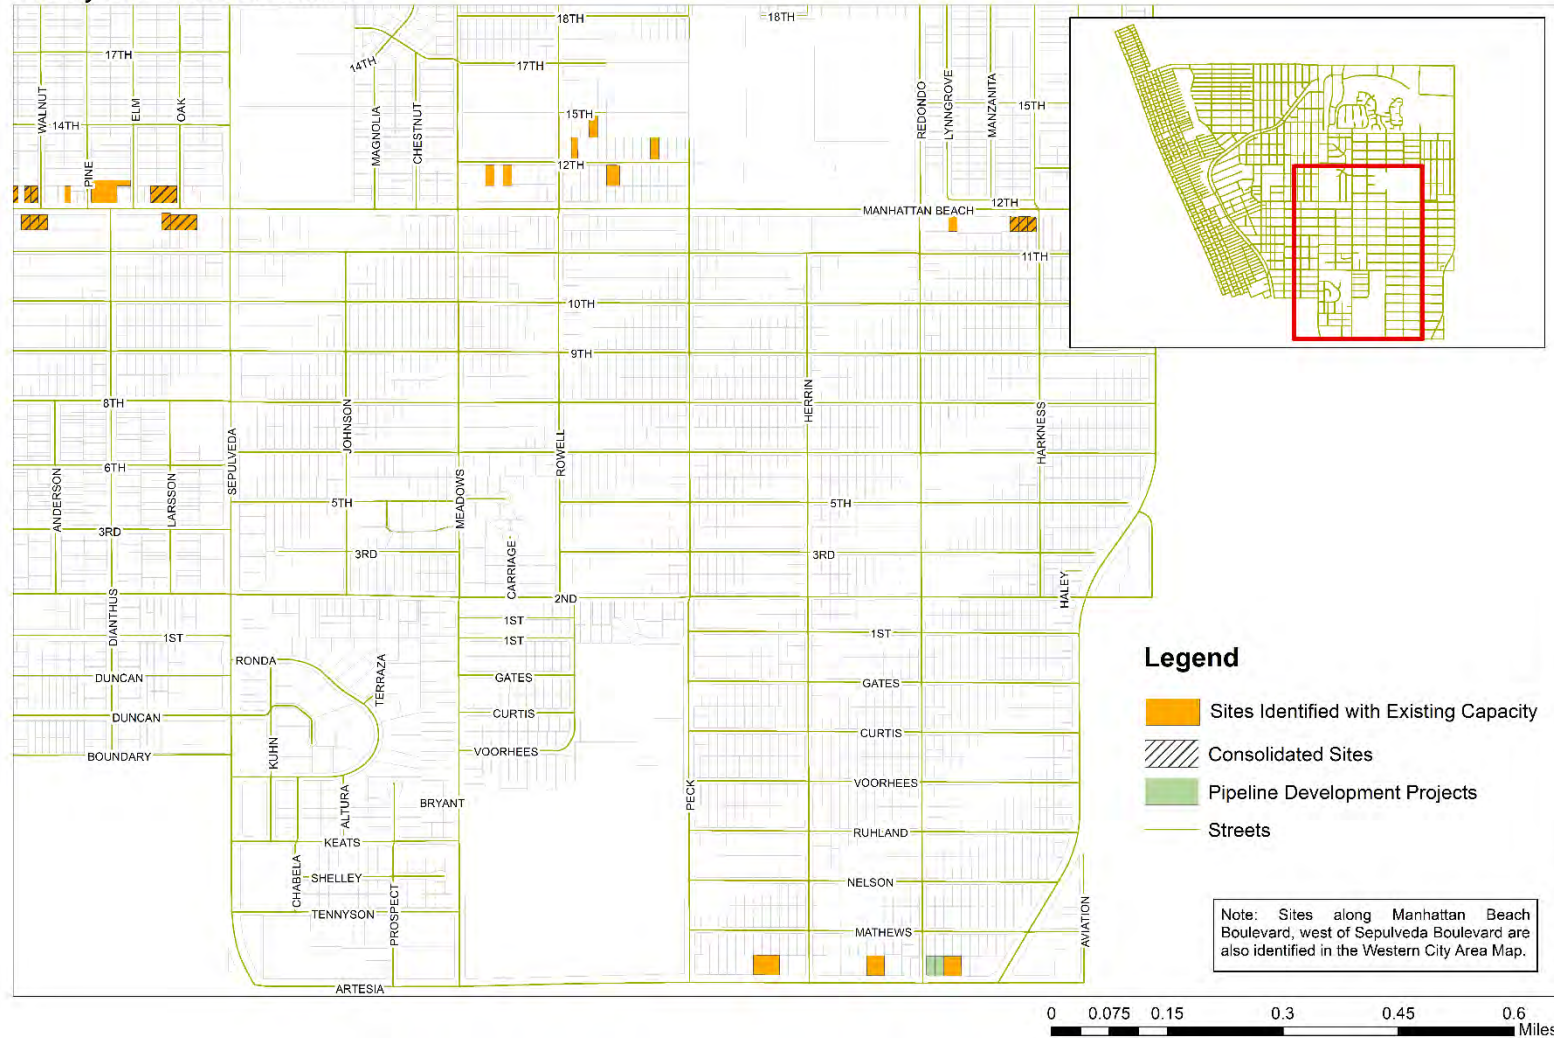 18TH
18TH
17TH
14TH
17TH
WALNUT
ELM
OAK
MAGNOLIA
CHESTNUT
15TH
REDONDO
LYNNGROVE
MANZANITA
15TH
14TH
PINE
12TH
12TH
MANHATTAN BEACH
11TH
10TH
9TH
8TH
JOHNSON
HERRIN
HARKNESS
SEPULVEDA
ROWELL
6TH
ANDERSON
LARSSON
MEADOWS
5TH
5TH
3RD
3RD
3RD
CARRIAGE
HALEY
2ND
DIANTHUS
1ST
1ST
1ST
1ST
RONDA
TERRAZA
DUNCAN
GATES
GATES
DUNCAN
CURTIS
CURTIS
BOUNDARY
KUHN
VOORHEES
VOORHEES
ALTURA
BRYANT
PECK
KEATS
RUHLAND
CHABELA
SHELLEY
NELSON
TENNYSON
PROSPECT
MATHEWS
AVIATION
ARTESIA
Legend
Sites Identified with Existing Capacity
Consolidated Sites
Pipeline Development Projects
Streets
Note: Sites along Manhattan Beach
Boulevard, west of Sepulveda Boulevard are
also identified in the Western City Area Map.
0 0.075 0.15 0.3 0.45 0.6
Miles